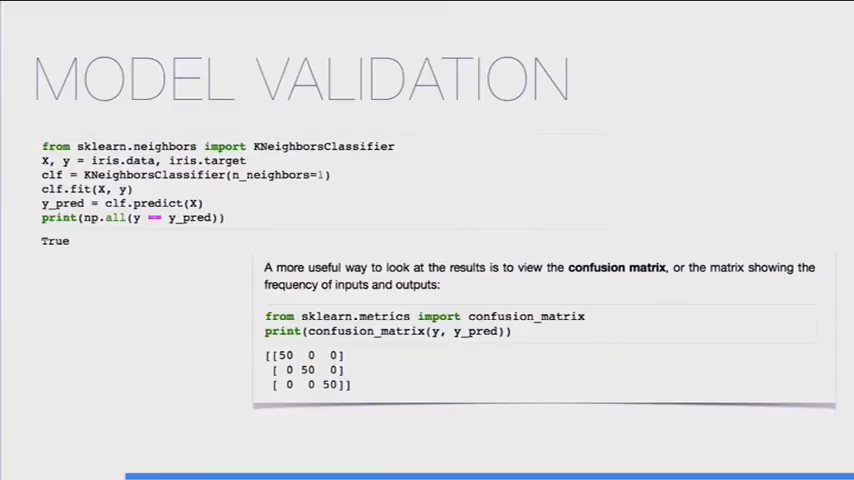 MODEL VALIDATION
from sklearn.neighbors import KNeighborsClassifier
X, y = iris.data, iris.target
clf = KNeighborsClassifier(n_neighbors=1)
clf.fit(X, y)
y_pred = clf.predict(X)
print(np.all(y == y_pred))
True
A more useful way to look at the results is to view the confusion matrix, or the matrix showing the
frequency of inputs and outputs:
from sklearn.metrics import confusion_matrix
print(confusion_matrix(y, y_pred))
[[50  0  0]
 [ 0 50  0]
 [ 0  0 50]]